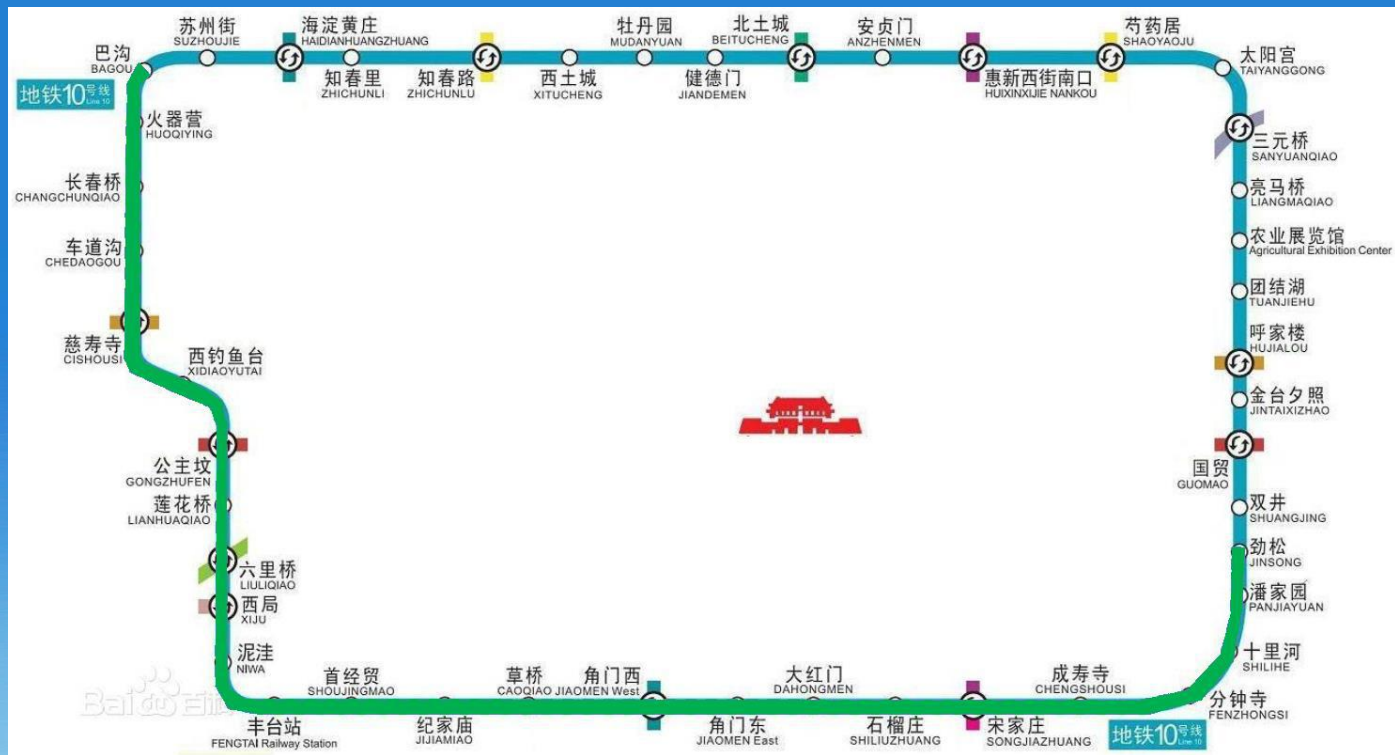 苏州街
SUZHOUJIE
海淀黄庄
HAIDIANHUANGZHUANG
牡丹园
MUDANYUAN
北土城
BEITUCHENG
安贞门
ANZHENMEN
芍药居
SHAOYAOJU
巴沟
BAGOU
知春里
ZHICHUNLI
知春路
ZHICHUNLU
西土城
XITUCHENG
健德门
JIANDEMEN
惠新西街南口
HUIXINXIJIE NANKOU
太阳宫
TAIYANGGONG
地铁10号线
Line 10
火器营
HUOQIYING
三元桥
SANYUANQIAO
长春桥
CHANGCHUNQIAO
亮马桥
LIANGMAQIAO
车道沟
CHEDAOGOU
农业展览馆
Agricultural Exhibition Center
团结湖
TUANJIEHU
慈寿寺
CISHOUSI
西钓鱼台
XIDIAOYUTAI
呼家楼
HUJIALOU
金台夕照
JINTAIXIZHAO
公主坟
GONGZHUFEN
国贸
GUOMAO
莲花桥
LIANHUAQIAO
双井
SHUANGJING
劲松
JINSONG
六里桥
LIULIQIAO
西局
XIJU
潘家园
PANJIAYUAN
泥洼
NIWA
十里河
SHILIHE
首经贸
SHOUJINGMAO
草桥
CAOQIAO
角门西
JIAOMEN West
大红门
DAHONGMEN
成寿寺
CHENGSHOUSI
分钟寺
FENZHONGSI
Bai百科
丰台站
FENGTAI Railway Station
纪家庙
JIJIAMIAO
角门东
JIAOMEN East
石榴庄
SHILIUZHUANG
宋家庄
SONGJIAZHUANG
地铁10号线
Line 10